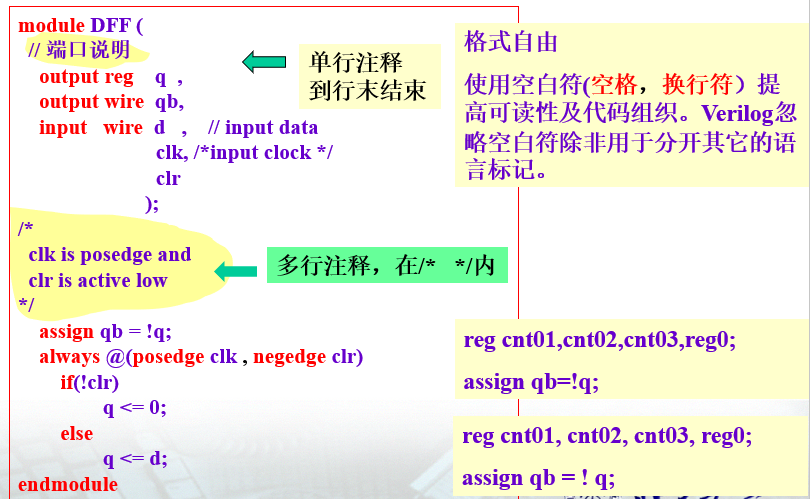 module DFF (
// 端口说明
output reg q ,
output wire qb,
input wire d , // input data
clk, /*input clock */
clr
);
/*
clk is posedge and
clr is active low
*/
assign qb = !q;
always @(posedge clk , negedge clr)
if(!clr)
q <= 0;
else
q <= d;
endmodule
单行注释
到行末结束
多行注释，在/* */内
格式自由
使用空白符(空格，换行符）提
高可读性及代码组织。Verilog忽
略空白符除非用于分开其它的语
言标记。
reg cnt01,cnt02,cnt03,reg0;
assign qb=!q;
reg cnt01, cnt02, cnt03, reg0;
assign qb = ! q;